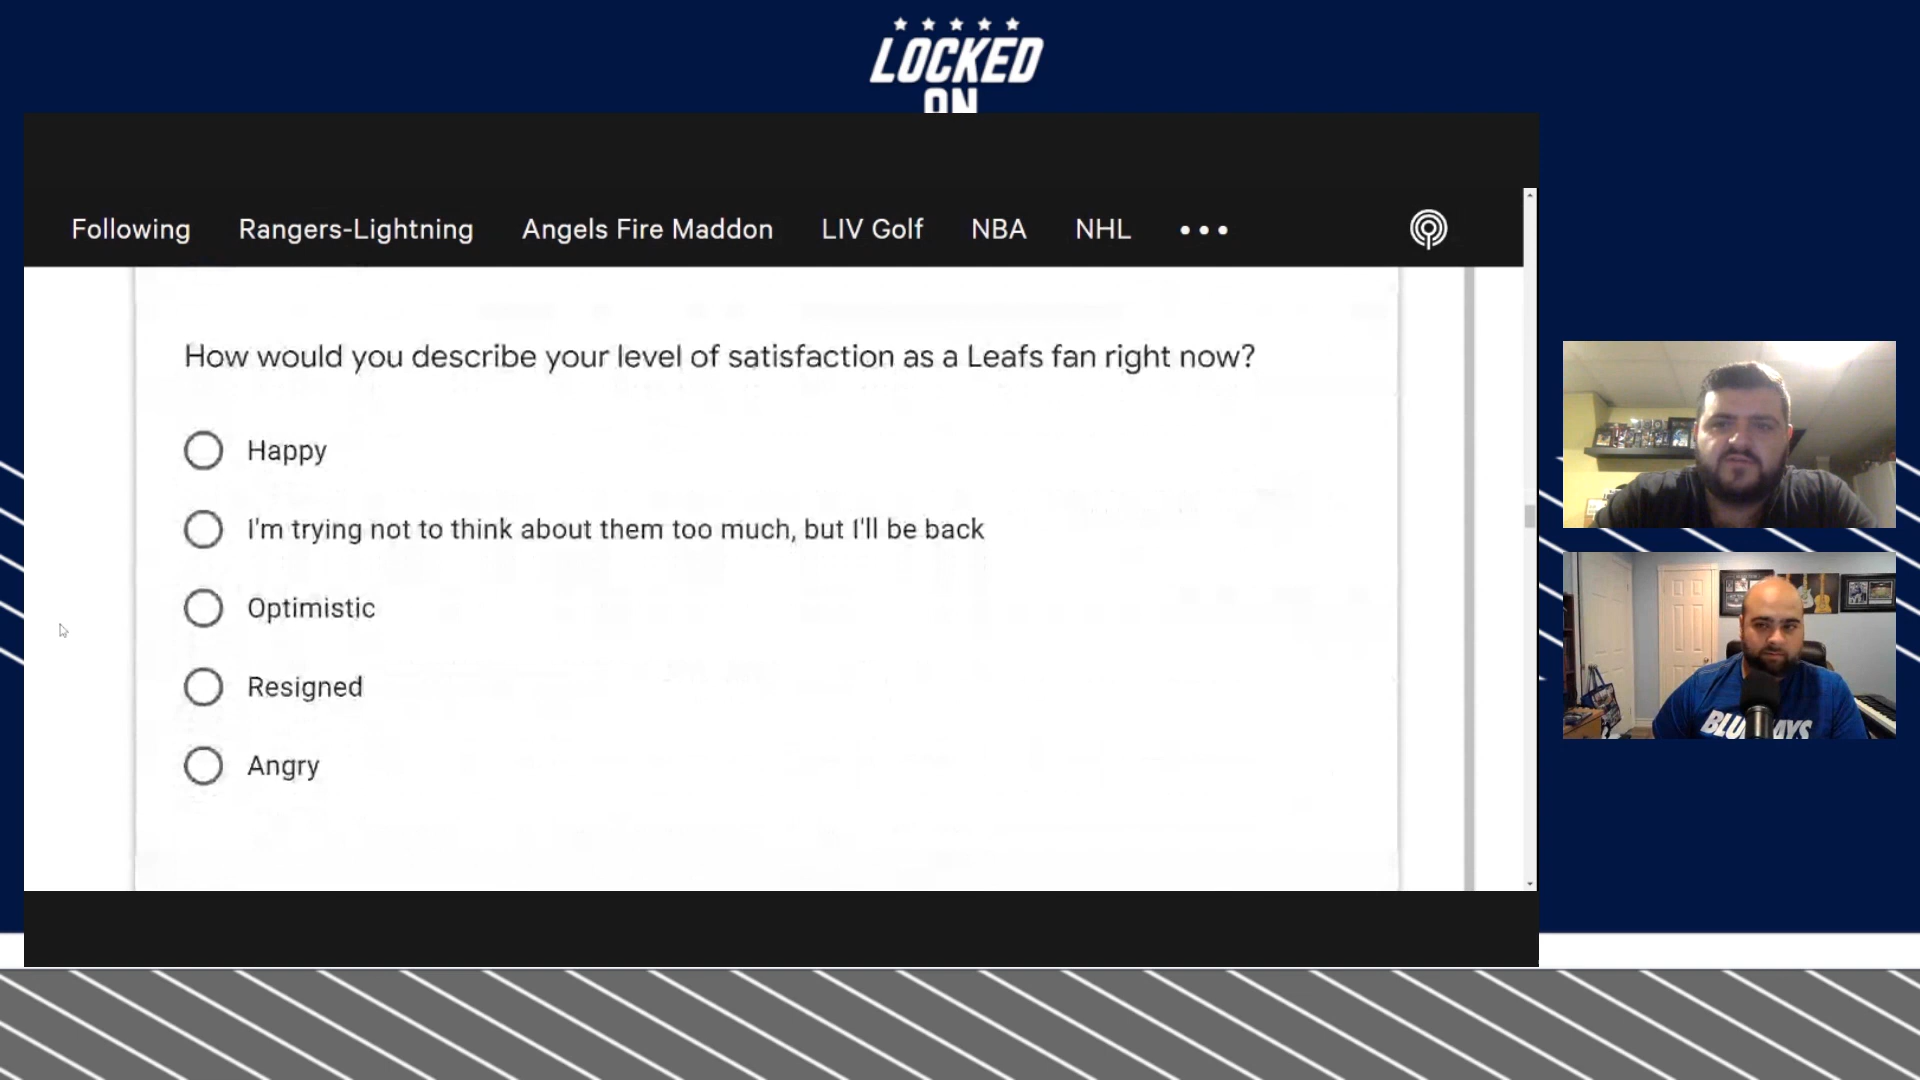 LOCKED
ON
Following Rangers-Lightning Angels Fire Maddon LIV Golf NBA NHL
How would you describe your level of satisfaction as a Leafs fan right now?
Happy
I'm trying not to think about them too much, but I'll be back
Optimistic
Resigned
Angry